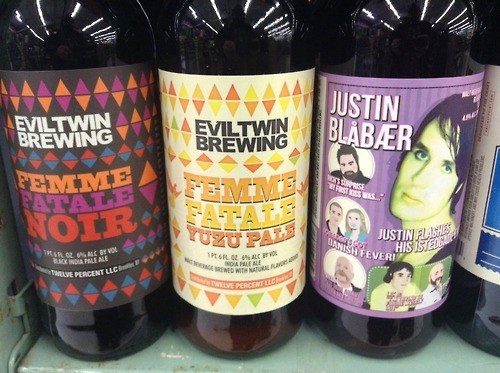 EVILTWIN
BREWING
FEMME
FATALE
NOIR
1 PT. 6 FL. OZ. 6% ALC BY VOL
BLACK INDIA PALE ALE
TWELVE PERCENT LLC
EVILTWIN
BREWING
FEMME
FATALE
YUZU PALE
1 PT. 6 FL. OZ. 6% ALC. BY VOL
INDIA PALE ALE
MALT BEVERAGE BREWED WITH NATURAL FLAVORS ADDED
TWELVE PERCENT LLC
JUSTIN
BLÅBÆR
SURPRISE
"MY FIRST KISS WAS..."
JUSTIN FLASHES
HIS ISTEDGADE
DANISH FEVER!